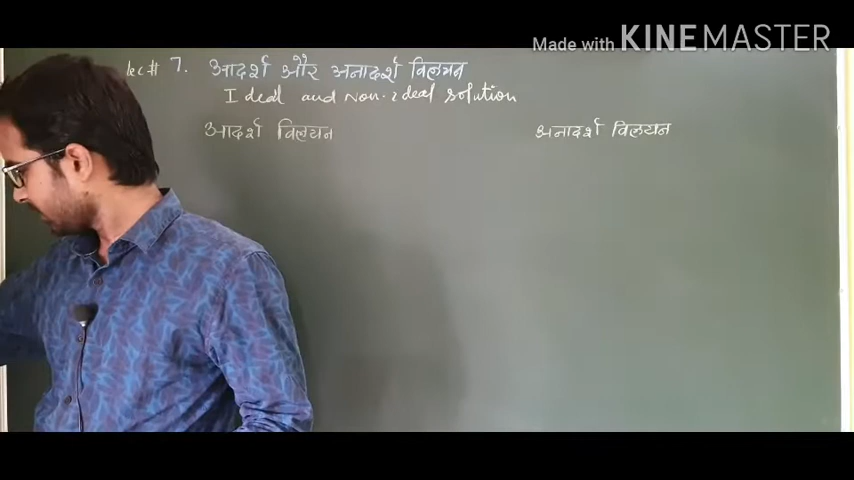 Made with KINEMASTER
lec# 7. आदर्श और अनादर्श विलयन
Ideal and Non-ideal solution
आदर्श विलयन
अनादर्श विलयन